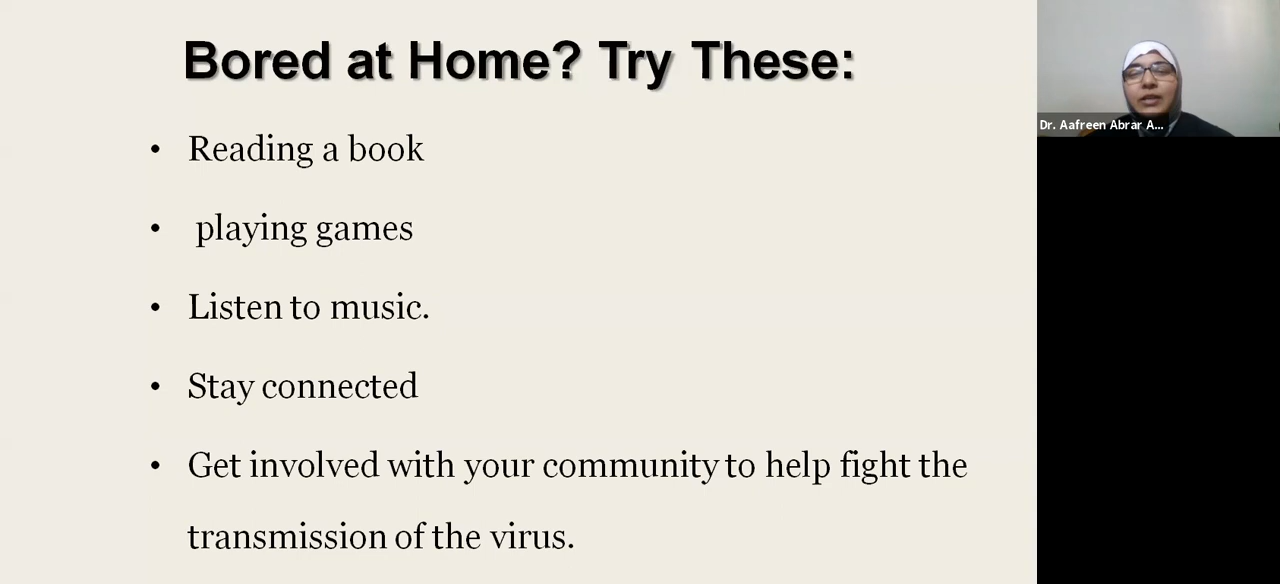 Bored at Home? Try These:
• Reading a book
• playing games
• Listen to music.
• Stay connected
• Get involved with your community to help fight the
transmission of the virus.
Dr. Aafreen Abrar A...